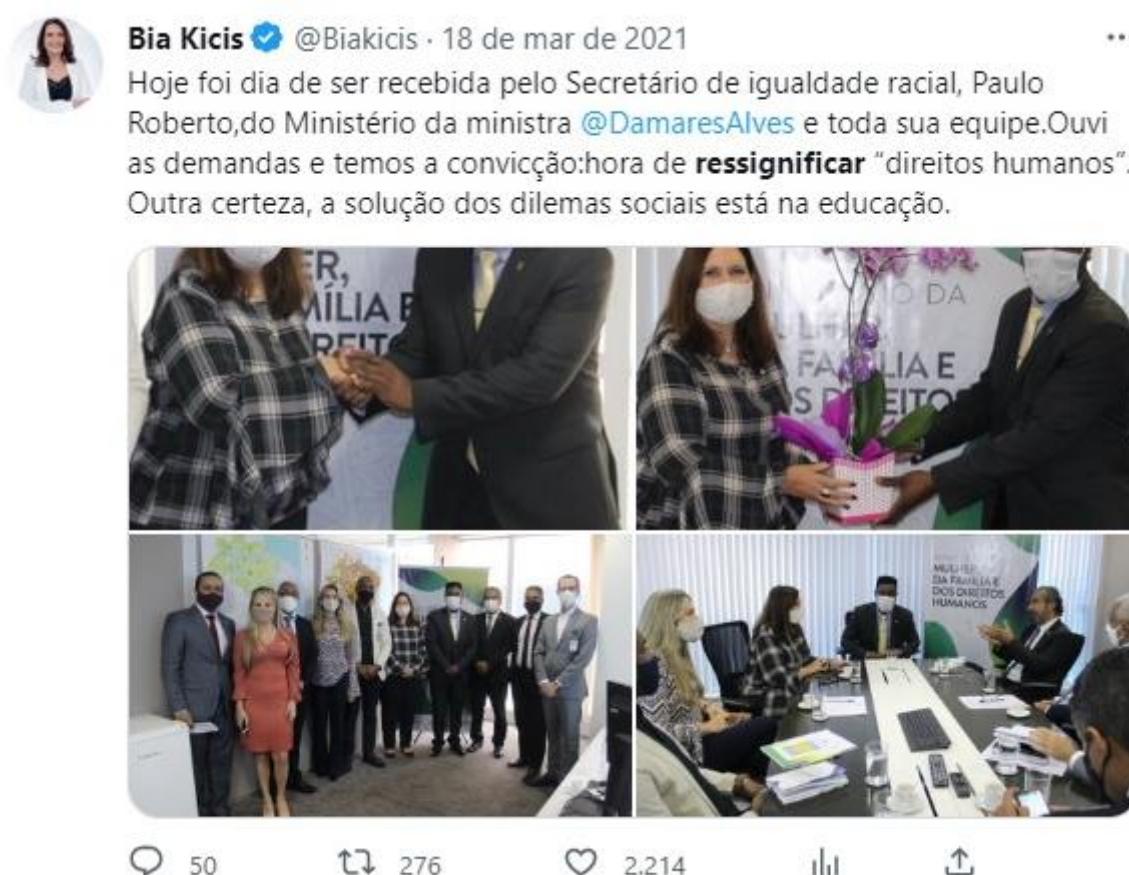 Bia Kicis @Biakicis · 18 de mar de 2021
Hoje foi dia de ser recebida pelo Secretário de igualdade racial, Paulo
Roberto,do Ministério da ministra @DamaresAlves e toda sua equipe.Ouvi
as demandas e temos a convicção:hora de ressignificar “direitos humanos”.
Outra certeza, a solução dos dilemas sociais está na educação.
ER,
MÍLIA E
DIREIT
O DA
FAMÍLIA E
OS DIREITOS
MULHER,
DA FAMÍLIA E
DOS DIREITOS
HUMANOS
50 276 2.214